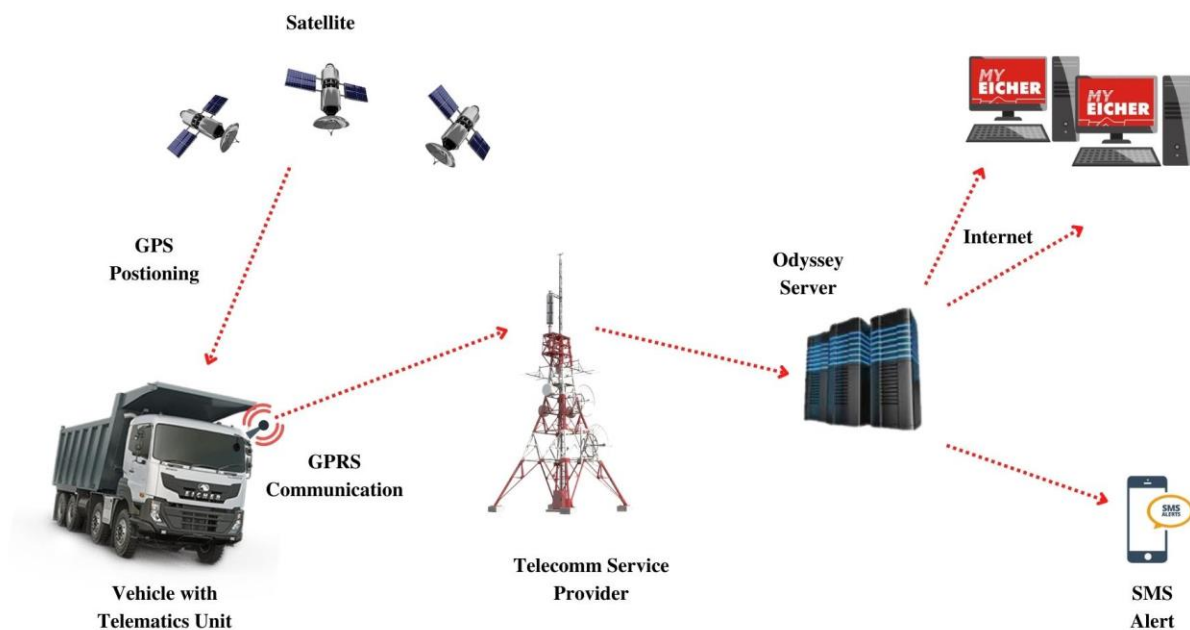 Satellite
MY
EICHER
MY
EICHER
GPS
Postioning
Internet
Odyssey
Server
EICHER
GPRS
Communication
SMS
ALERTS
Telecomm Service
Provider
Vehicle with
Telematics Unit
SMS
Alert